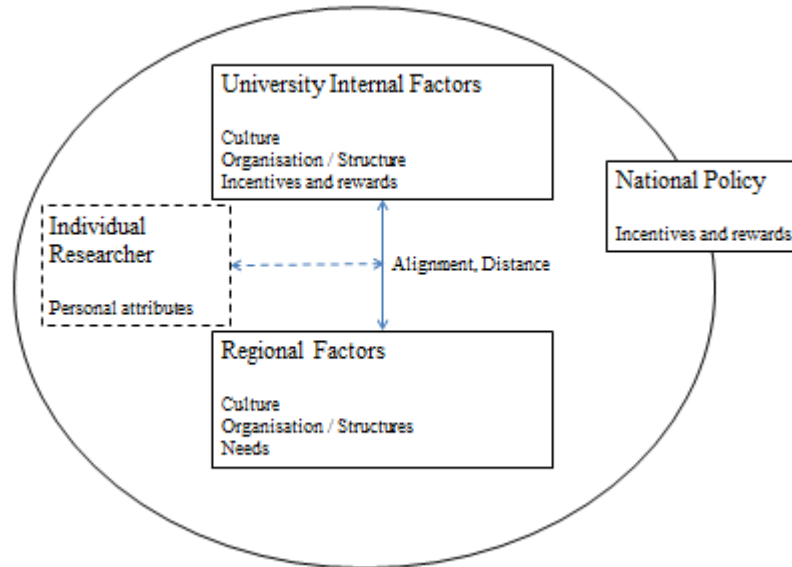 University Internal Factors
Culture
Organisation / Structure
Incentives and rewards
National Policy
Incentives and rewards
Individual
Researcher
Personal attributes
Alignment, Distance
Regional Factors
Culture
Organisation / Structures
Needs